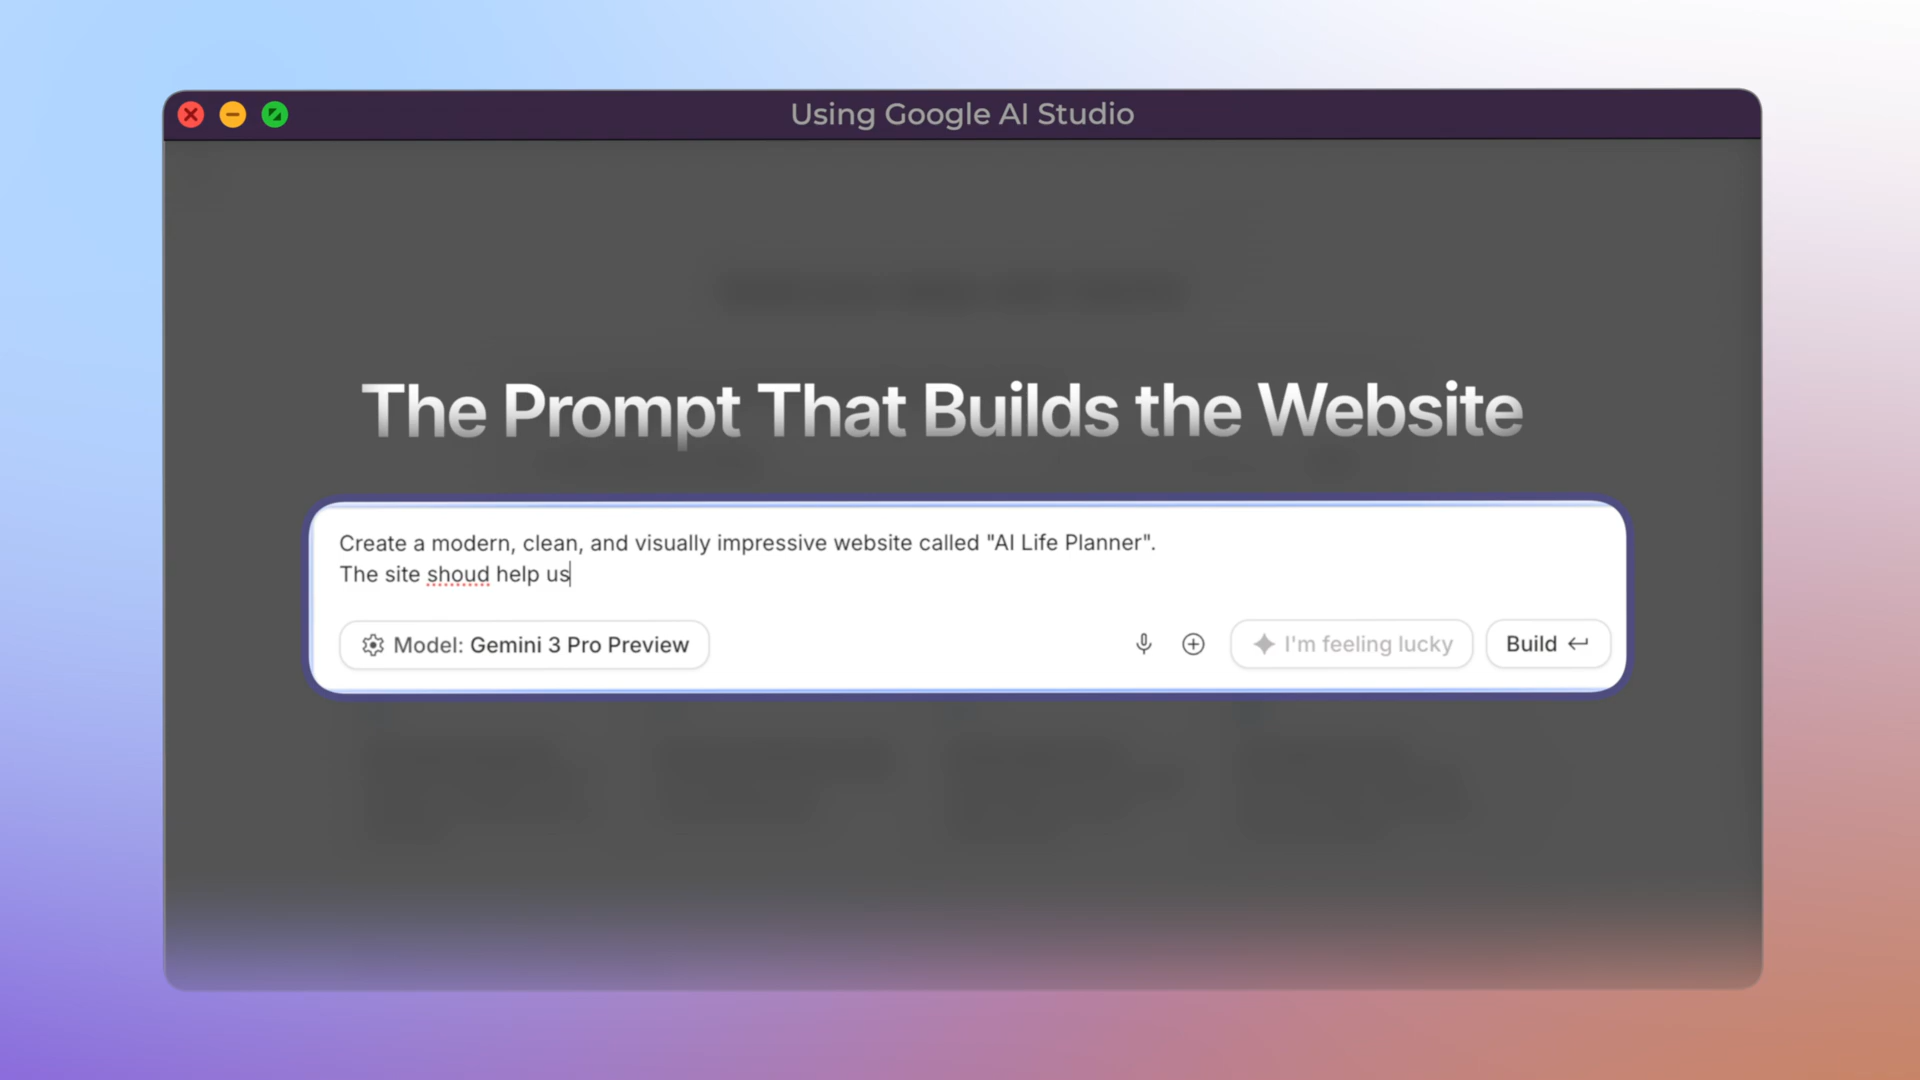 Using Google AI Studio
The Prompt That Builds the Website
Create a modern, clean, and visually impressive website called "AI Life Planner".
The site shoud help us
Model: Gemini 3 Pro Preview
I'm feeling lucky
Build